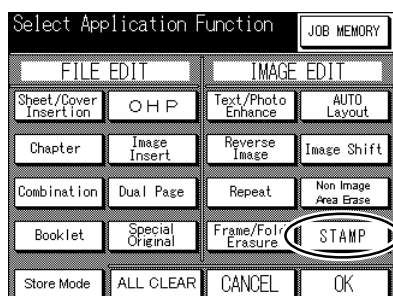 Select Application Function
JOB MEMORY
FILE EDIT
IMAGE EDIT
Sheet/Cover
Insertion
OHP
Text/Photo
Enhance
AUTO
Layout
Chapter
Image
Insert
Reverse
Image
Image Shift
Combination
Dual Page
Repeat
Non Image
Area Erase
Booklet
Special
Original
Frame/Fold
Erasure
STAMP
Store Mode
ALL CLEAR
CANCEL
OK